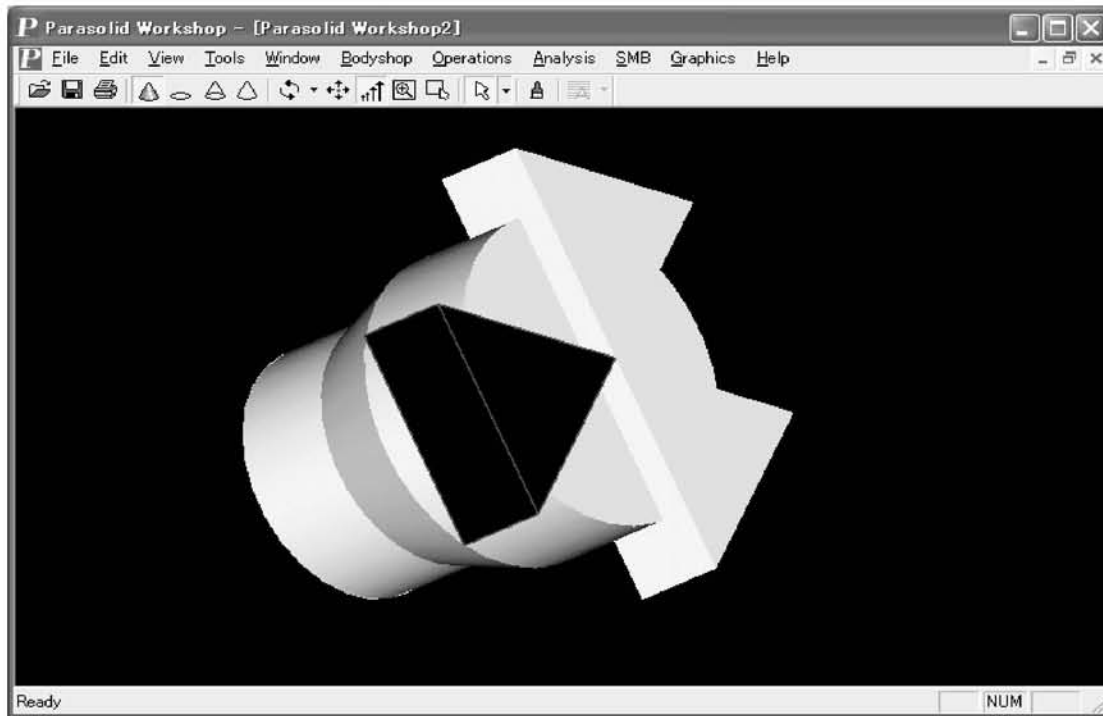 P Parasolid Workshop - [Parasolid Workshop2]
P File Edit View Tools Window Bodyshop Operations Analysis SMB Graphics Help
Ready NUM